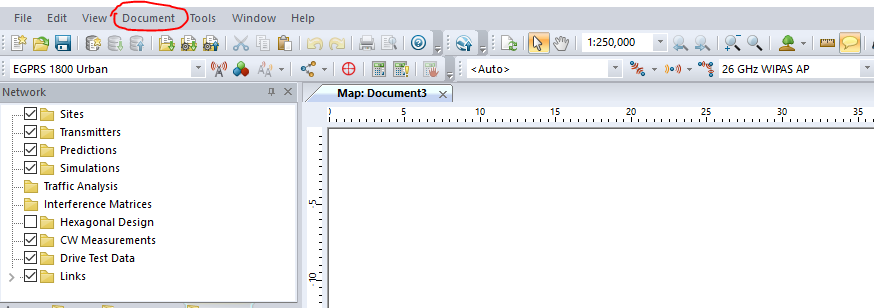 File Edit View Document Tools Window Help
1:250,000
EGPRS 1800 Urban <Auto> 26 GHz WIPAS AP
Network
Map: Document3
Sites
Transmitters
Predictions
Simulations
Traffic Analysis
Interference Matrices
Hexagonal Design
CW Measurements
Drive Test Data
Links
0 5 10 15 20 25 30 35
-5
-10